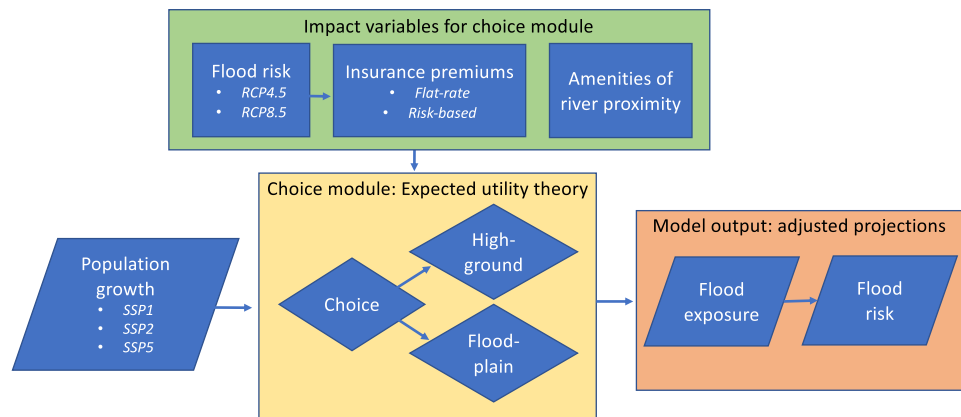 Impact variables for choice module
Flood risk
• RCP4.5
• RCP8.5
Insurance premiums
• Flat-rate
• Risk-based
Amenities of
river proximity
Choice module: Expected utility theory
Population
growth
• SSP1
• SSP2
• SSP5
Choice
High-
ground
Flood-
plain
Model output: adjusted projections
Flood
exposure
Flood
risk